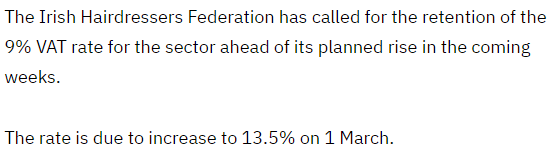 The Irish Hairdressers Federation has called for the retention of the
9% VAT rate for the sector ahead of its planned rise in the coming
weeks.
The rate is due to increase to 13.5% on 1 March.